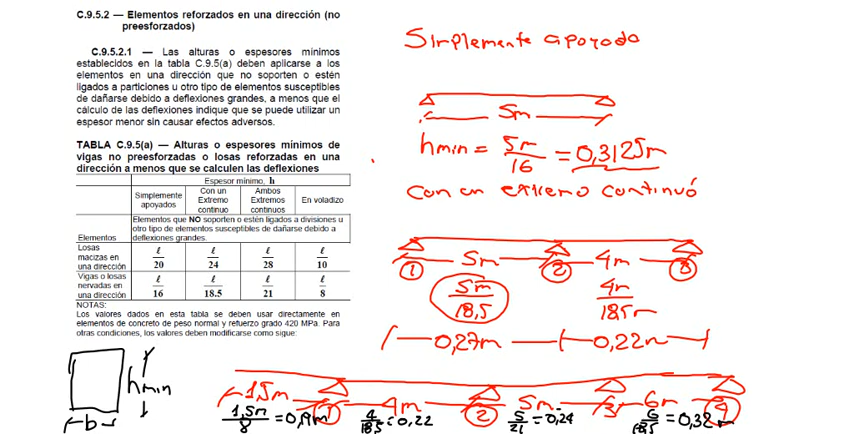 C.9.5.2 — Elementos reforzados en una dirección (no
preesforzados)
C.9.5.2.1 — Las alturas o espesores mínimos
establecidos en la tabla C.9.5(a) deben aplicarse a los
elementos en una dirección que no soporten o estén
ligados a particiones u otro tipo de elementos susceptibles
de dañarse debido a deflexiones grandes, a menos que el
cálculo de las deflexiones indique que se puede utilizar un
espesor menor sin causar efectos adversos.
TABLA C.9.5(a) — Alturas o espesores mínimos de
vigas no preesforzadas o losas reforzadas en una
dirección a menos que se calculen las deflexiones
Espesor mínimo, h
Simplemente apoyados
Con un Extremo continuo
Ambos Extremos continuos
En voladizo
Elementos
Elementos que NO soporten o estén ligados a divisiones u
otro tipo de elementos susceptibles de dañarse debido a
deflexiones grandes.
Losas macizas en una dirección
ℓ/20 ℓ/24 ℓ/28 ℓ/10
Vigas o losas nervadas en una dirección
ℓ/16 ℓ/18.5 ℓ/21 ℓ/8
NOTAS:
Los valores dados en esta tabla se deben usar directamente en
elementos de concreto de peso normal y refuerzo grado 420 MPa. Para
otras condiciones, los valores deben modificarse como sigue:
hmin
b
Simplemente apoyado
5m
hmin = 5m/16 = 0,3125m
con un extremo continuó
5m 4m
1 2 3
5m/18,5 4m/185m
0,27m 0,22m
1,5m 4m 5m 6m
1 2 3 4
1,5m/8 = 4/18,5 = 0,22 5/21 = 0,24 6/18,5 = 0,32m